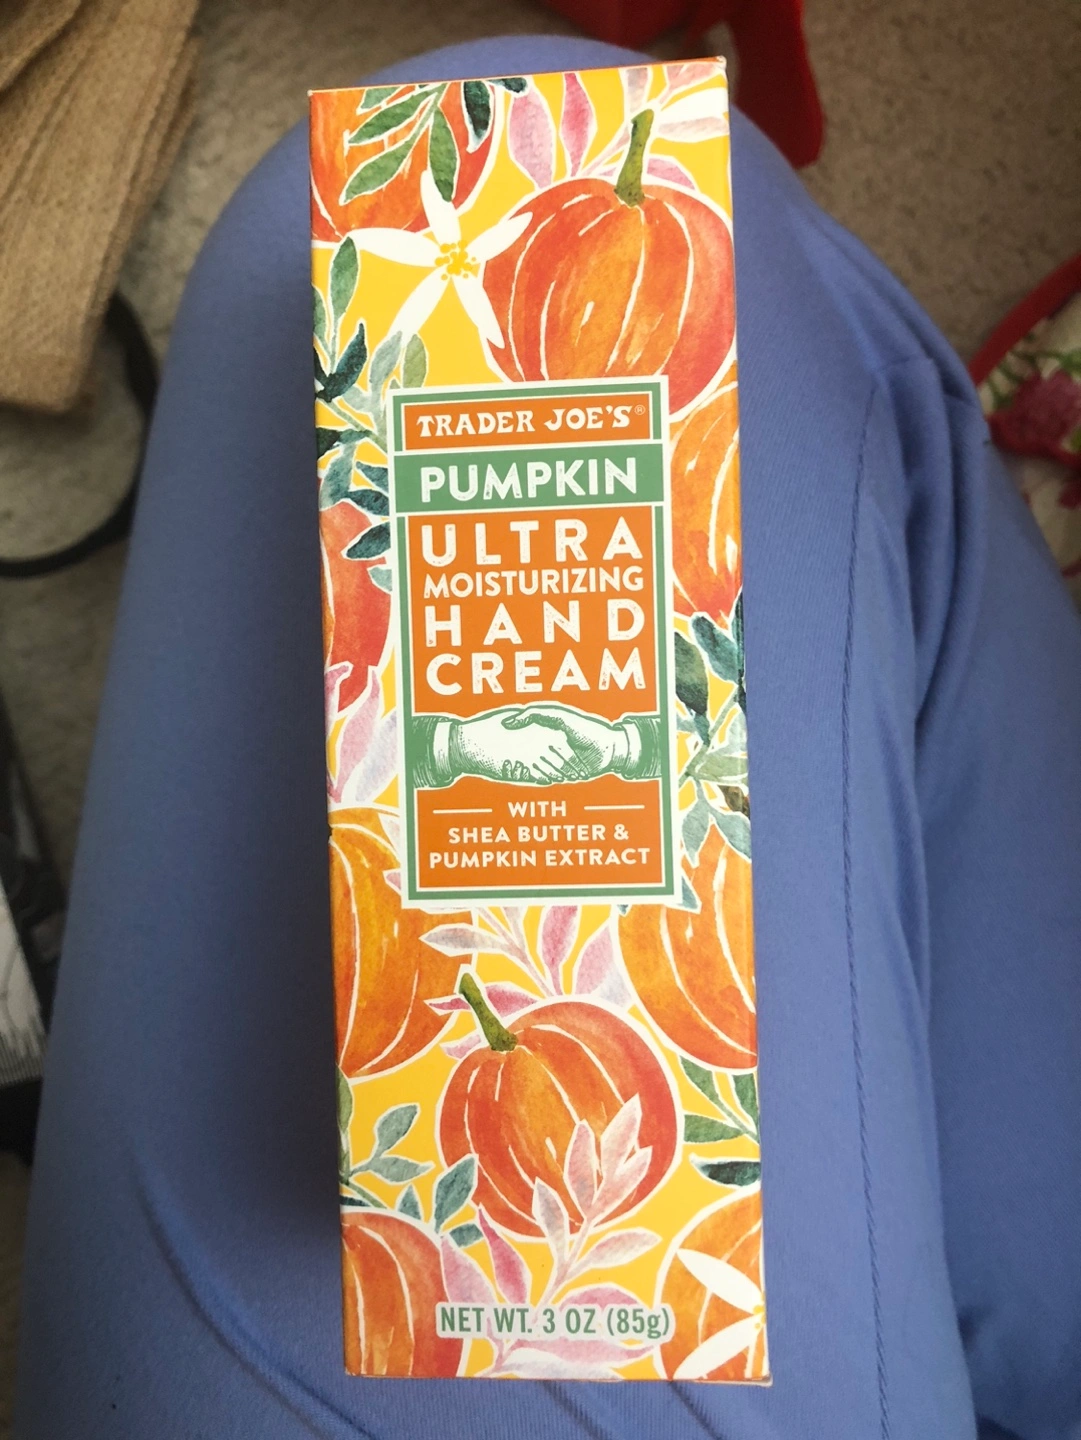 TRADER JOE'S®
PUMPKIN
ULTRA
MOISTURIZING
HAND
CREAM
WITH
SHEA BUTTER &
PUMPKIN EXTRACT
NET WT. 3 OZ (85g)